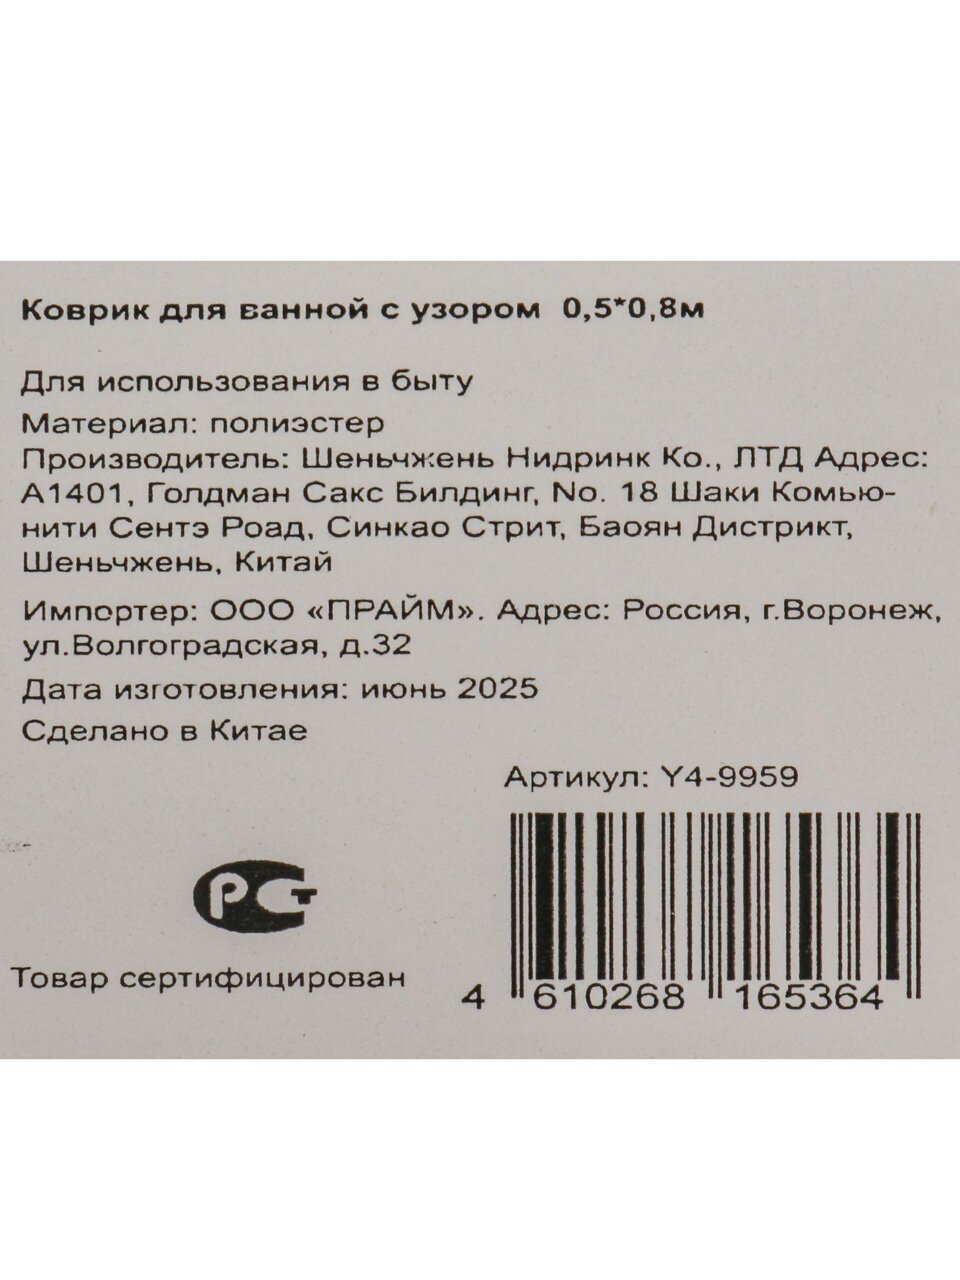 Коврик для ванной с узором 0,5*0,8м
Для использования в быту
Материал: полиэстер
Производитель: Шеньчжень Нидринк Ко., ЛТД Адрес:
А1401, Голдман Сакс Билдинг, No. 18 Шаки Комью-
нити Сентэ Роад, Синкао Стрит, Баоян Дистрикт,
Шеньчжень, Китай
Импортер: ООО «ПРАЙМ». Адрес: Россия, г.Воронеж,
ул.Волгоградская, д.32
Дата изготовления: июнь 2025
Сделано в Китае
Артикул: Y4-9959
РСТ
Товар сертифицирован
4 610268 165364